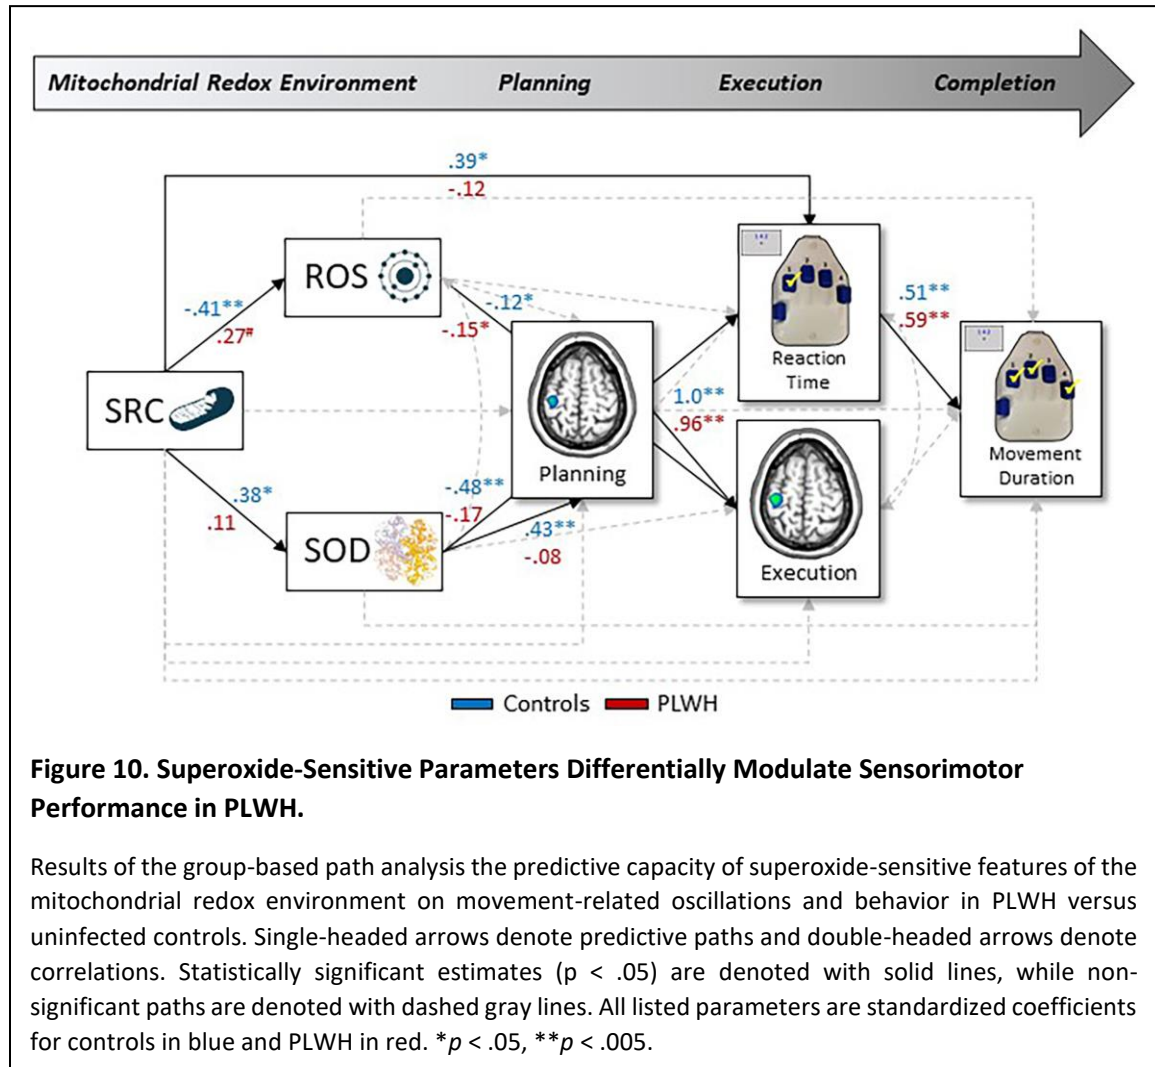 Mitochondrial Redox Environment Planning Execution Completion
.39*
-.12
ROS
-.41**
.27#
-.12*
-.15*
.51**
.59**
Reaction
Time
SRC
1.0**
.96**
Planning
Movement
Duration
.38*
.11
-.48**
-.17
SOD
.43**
-.08
Execution
Controls PLWH
Figure 10. Superoxide-Sensitive Parameters Differentially Modulate Sensorimotor
Performance in PLWH.
Results of the group-based path analysis the predictive capacity of superoxide-sensitive features of the
mitochondrial redox environment on movement-related oscillations and behavior in PLWH versus
uninfected controls. Single-headed arrows denote predictive paths and double-headed arrows denote
correlations. Statistically significant estimates (p < .05) are denoted with solid lines, while non-
significant paths are denoted with dashed gray lines. All listed parameters are standardized coefficients
for controls in blue and PLWH in red. *p < .05, **p < .005.